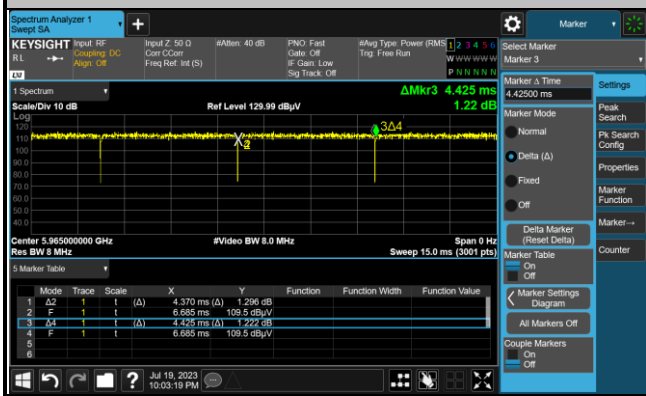 Spectrum Analyzer 1
Swept SA
+
Marker
KEYSIGHT
Input: RF
Input Z: 50 Ω
#Atten: 40 dB
PNO: Fast
#Avg Type: Power (RMS
1 2 3 4 5 6
RL
Coupling: DC
Corr CCorr
Gate: Off
Trig: Free Run
Align: Off
Freq Ref: Int (S)
IF Gain: Low
W W W W W W
Sig Track: Off
P N N N N N
LXI
Select Marker
Marker 3
1 Spectrum
ΔMkr3 4.425 ms
Scale/Div 10 dB
Ref Level 129.99 dBµV
1.22 dB
Log
120
110
100
90.0
80.0
70.0
60.0
50.0
40.0
2
3Δ4
Center 5.965000000 GHz
#Video BW 8.0 MHz
Span 0 Hz
Res BW 8 MHz
Sweep 15.0 ms (3001 pts)
5 Marker Table
Mode Trace Scale X Y Function Function Width Function Value
1 Δ2 1 t (Δ) 4.370 ms (Δ) 1.296 dB
2 F 1 t 6.685 ms 109.5 dBµV
3 Δ4 1 t (Δ) 4.425 ms (Δ) 1.222 dB
4 F 1 t 6.685 ms 109.5 dBµV
5
6
Marker Δ Time
4.42500 ms
Marker Mode
Normal
Delta (Δ)
Fixed
Off
Delta Marker
(Reset Delta)
Marker Table
On
Off
Marker Settings
Diagram
All Markers Off
Couple Markers
On
Off
Settings
Peak
Search
Pk Search
Config
Properties
Marker
Function
Marker→
Counter
?
Jul 19, 2023
10:03:19 PM